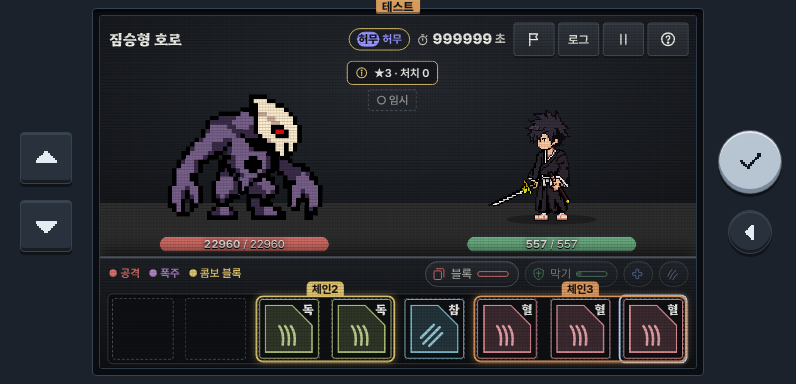 테스트
짐승형 호로
허무 허무
999999 초
로그
★3 · 처치 0
임시
22960 / 22960
557 / 557
공격
폭주
콤보 블록
블록
막기
체인2
체인3
독
독
참
혈
혈
혈